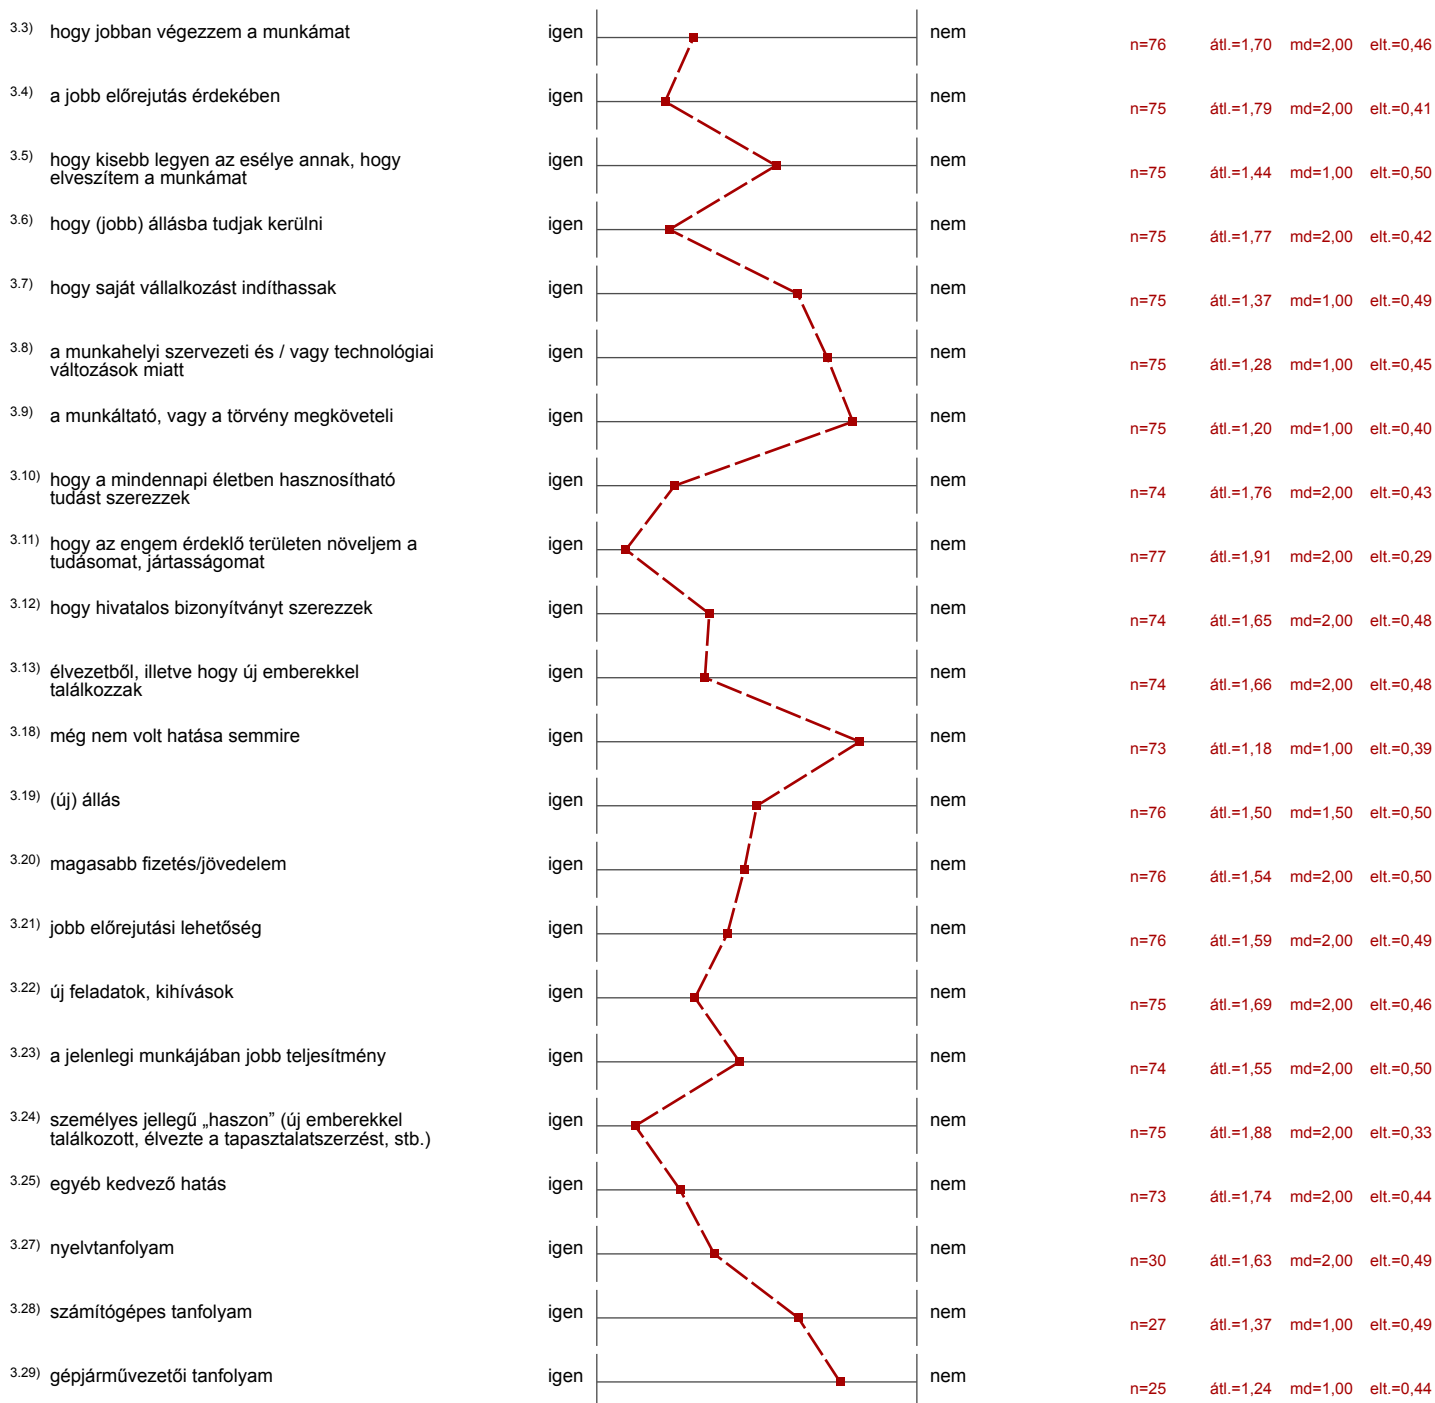 3.3) hogy jobban végezzem a munkámat igen nem n=76 átl.=1,70 md=2,00 elt.=0,46
3.4) a jobb előrejutás érdekében igen nem n=75 átl.=1,79 md=2,00 elt.=0,41
3.5) hogy kisebb legyen az esélye annak, hogy igen nem n=75 átl.=1,44 md=1,00 elt.=0,50
elveszítem a munkámat
3.6) hogy (jobb) állásba tudjak kerülni igen nem n=75 átl.=1,77 md=2,00 elt.=0,42
3.7) hogy saját vállalkozást indíthassak igen nem n=75 átl.=1,37 md=1,00 elt.=0,49
3.8) a munkahelyi szervezeti és / vagy technológiai igen nem n=75 átl.=1,28 md=1,00 elt.=0,45
változások miatt
3.9) a munkáltató, vagy a törvény megköveteli igen nem n=75 átl.=1,20 md=1,00 elt.=0,40
3.10) hogy a mindennapi életben hasznosítható igen nem n=74 átl.=1,76 md=2,00 elt.=0,43
tudást szerezzek
3.11) hogy az engem érdeklő területen növeljem a igen nem n=77 átl.=1,91 md=2,00 elt.=0,29
tudásomat, jártasságomat
3.12) hogy hivatalos bizonyítványt szerezzek igen nem n=74 átl.=1,65 md=2,00 elt.=0,48
3.13) élvezetből, illetve hogy új emberekkel igen nem n=74 átl.=1,66 md=2,00 elt.=0,48
találkozzak
3.18) még nem volt hatása semmire igen nem n=73 átl.=1,18 md=1,00 elt.=0,39
3.19) (új) állás igen nem n=76 átl.=1,50 md=1,50 elt.=0,50
3.20) magasabb fizetés/jövedelem igen nem n=76 átl.=1,54 md=2,00 elt.=0,50
3.21) jobb előrejutási lehetőség igen nem n=76 átl.=1,59 md=2,00 elt.=0,49
3.22) új feladatok, kihívások igen nem n=75 átl.=1,69 md=2,00 elt.=0,46
3.23) a jelenlegi munkájában jobb teljesítmény igen nem n=74 átl.=1,55 md=2,00 elt.=0,50
3.24) személyes jellegű „haszon” (új emberekkel igen nem n=75 átl.=1,88 md=2,00 elt.=0,33
találkozott, élvezte a tapasztalatszerzést, stb.)
3.25) egyéb kedvező hatás igen nem n=73 átl.=1,74 md=2,00 elt.=0,44
3.27) nyelvtanfolyam igen nem n=30 átl.=1,63 md=2,00 elt.=0,49
3.28) számítógépes tanfolyam igen nem n=27 átl.=1,37 md=1,00 elt.=0,49
3.29) gépjárművezetői tanfolyam igen nem n=25 átl.=1,24 md=1,00 elt.=0,44